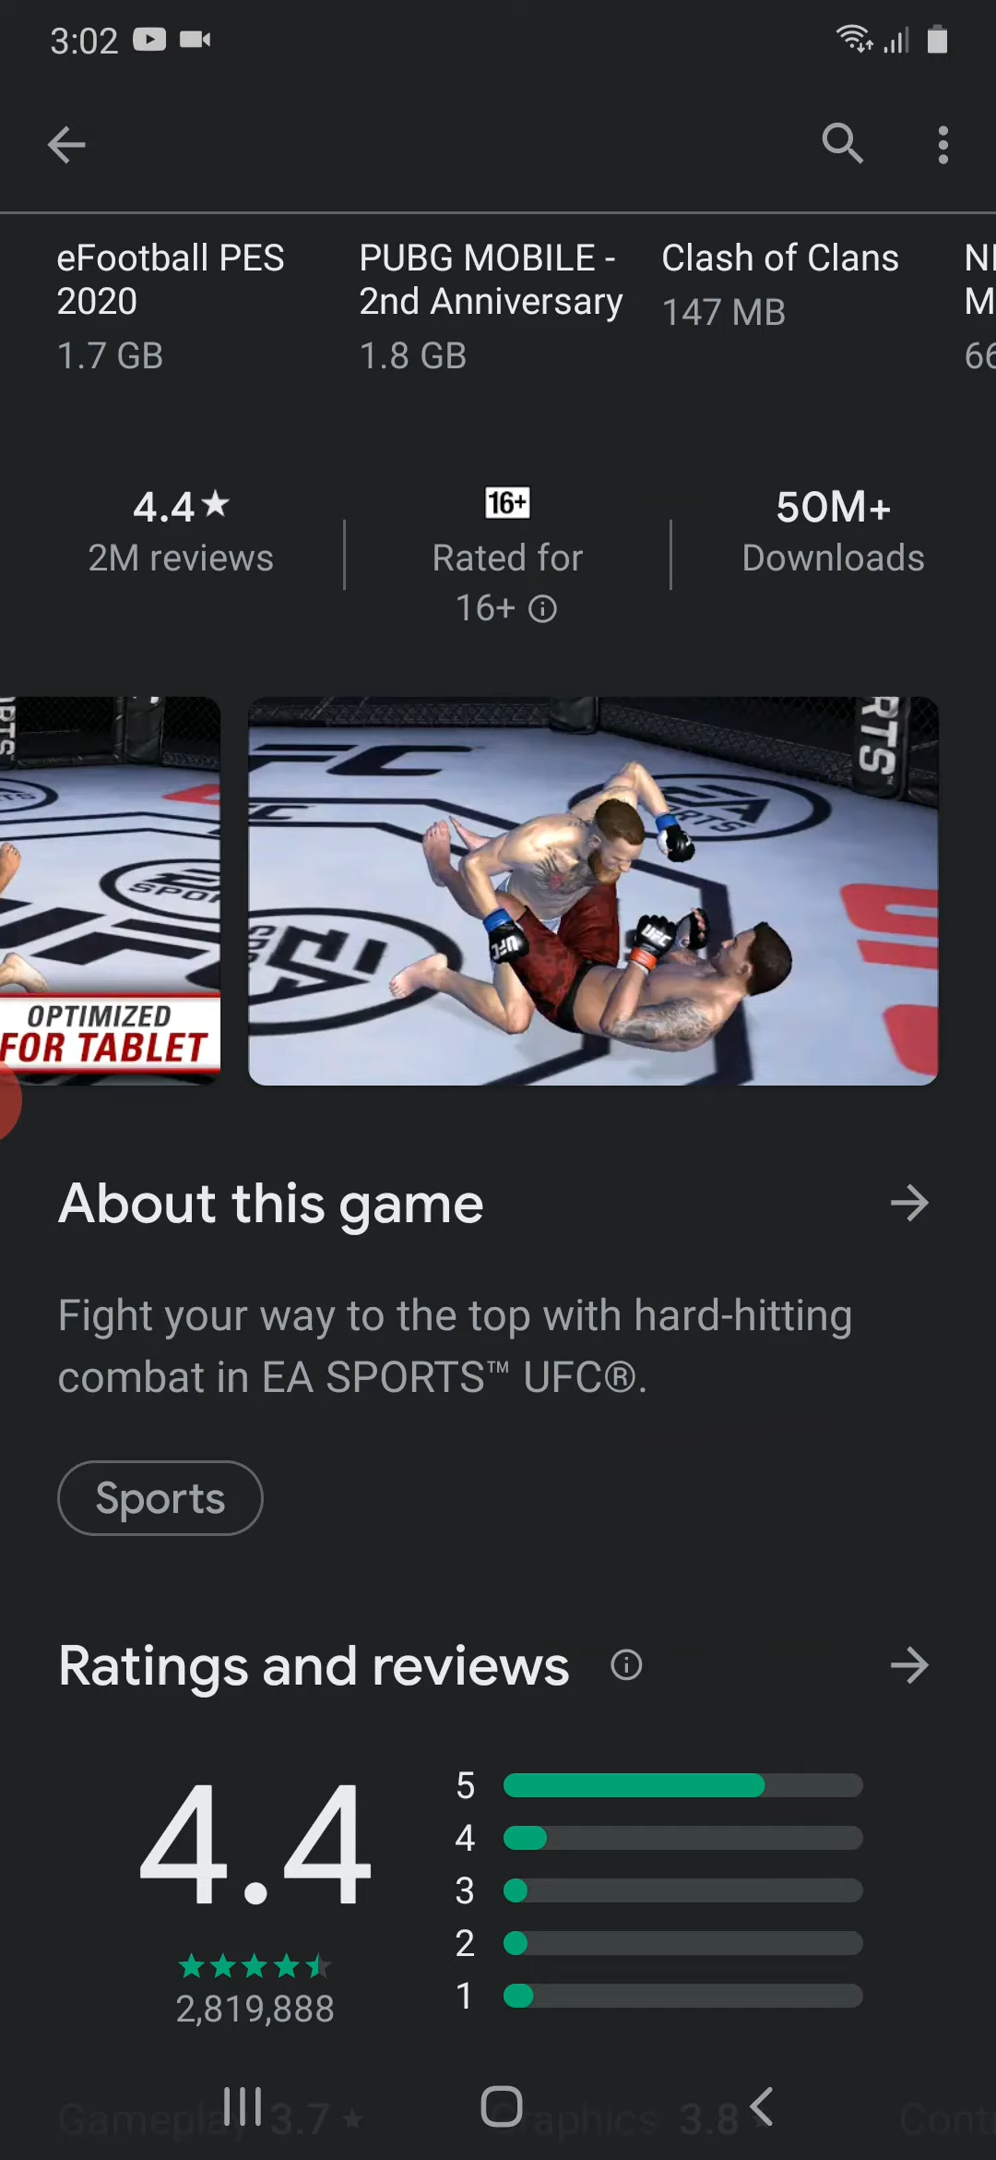 3:02
eFootball PES
2020
1.7 GB
PUBG MOBILE -
2nd Anniversary
1.8 GB
Clash of Clans
147 MB
4.4★
2M reviews
16+
Rated for
16+
50M+
Downloads
OPTIMIZED
FOR TABLET
UFC
About this game
Fight your way to the top with hard-hitting
combat in EA SPORTS™ UFC®.
Sports
Ratings and reviews
4.4
2,819,888
5
4
3
2
1
Gameplay 3.7 ★
Graphics 3.8